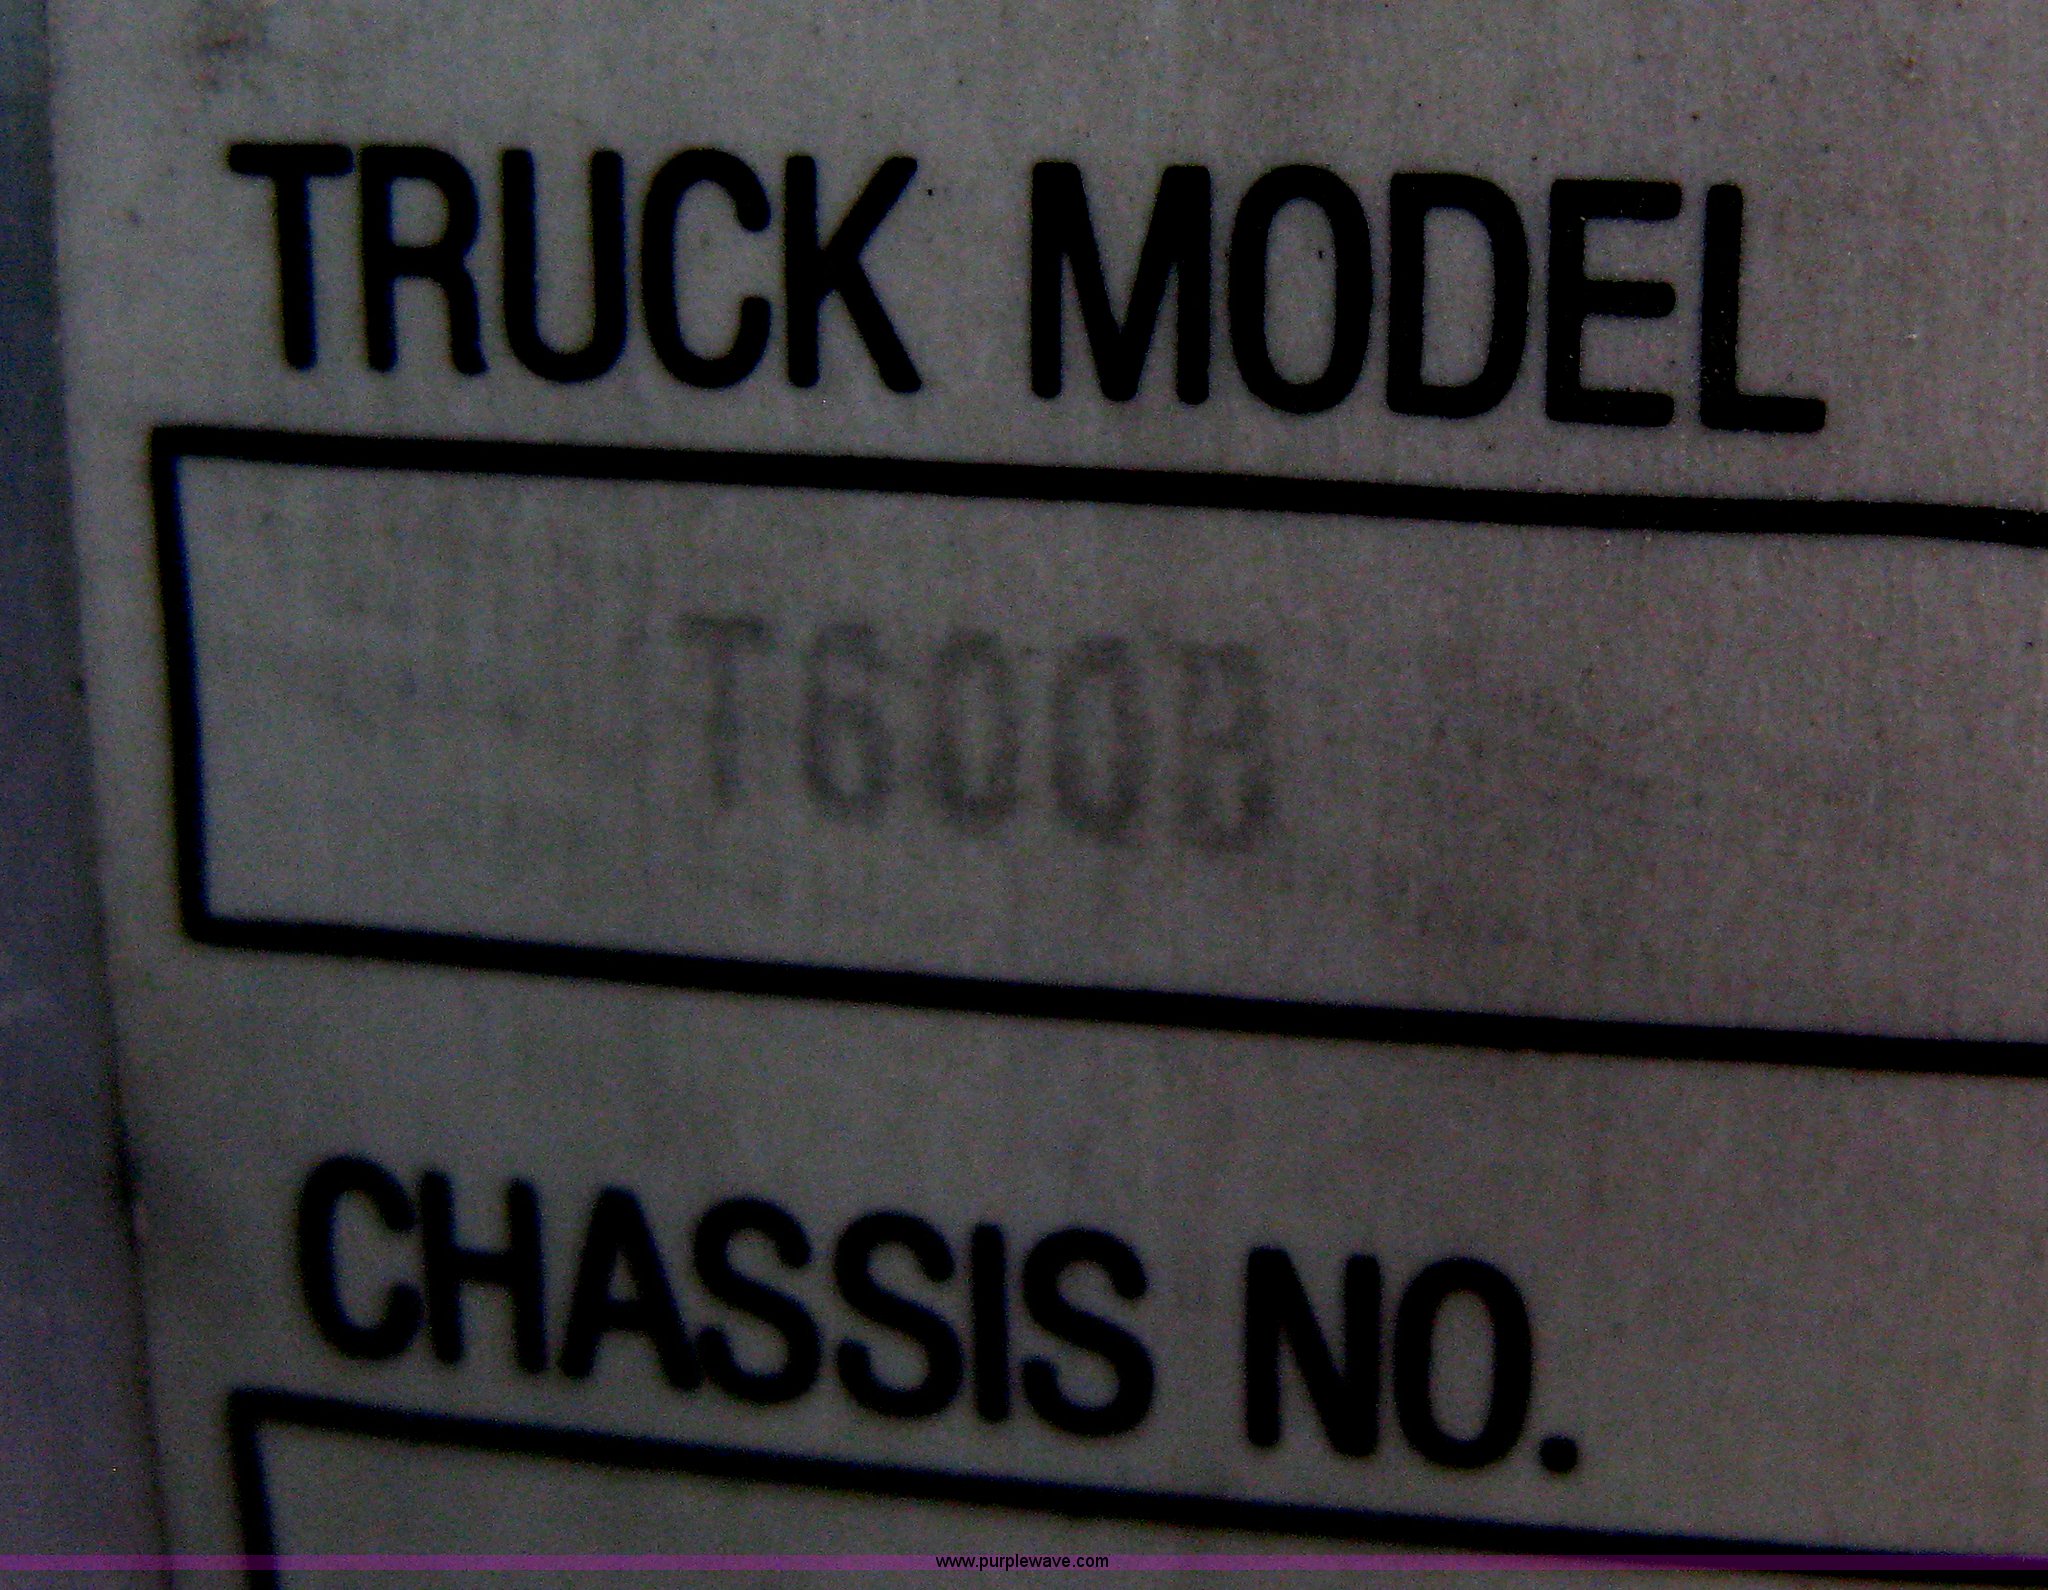 TRUCK MODEL
T600B
CHASSIS NO.
www.purplewave.com